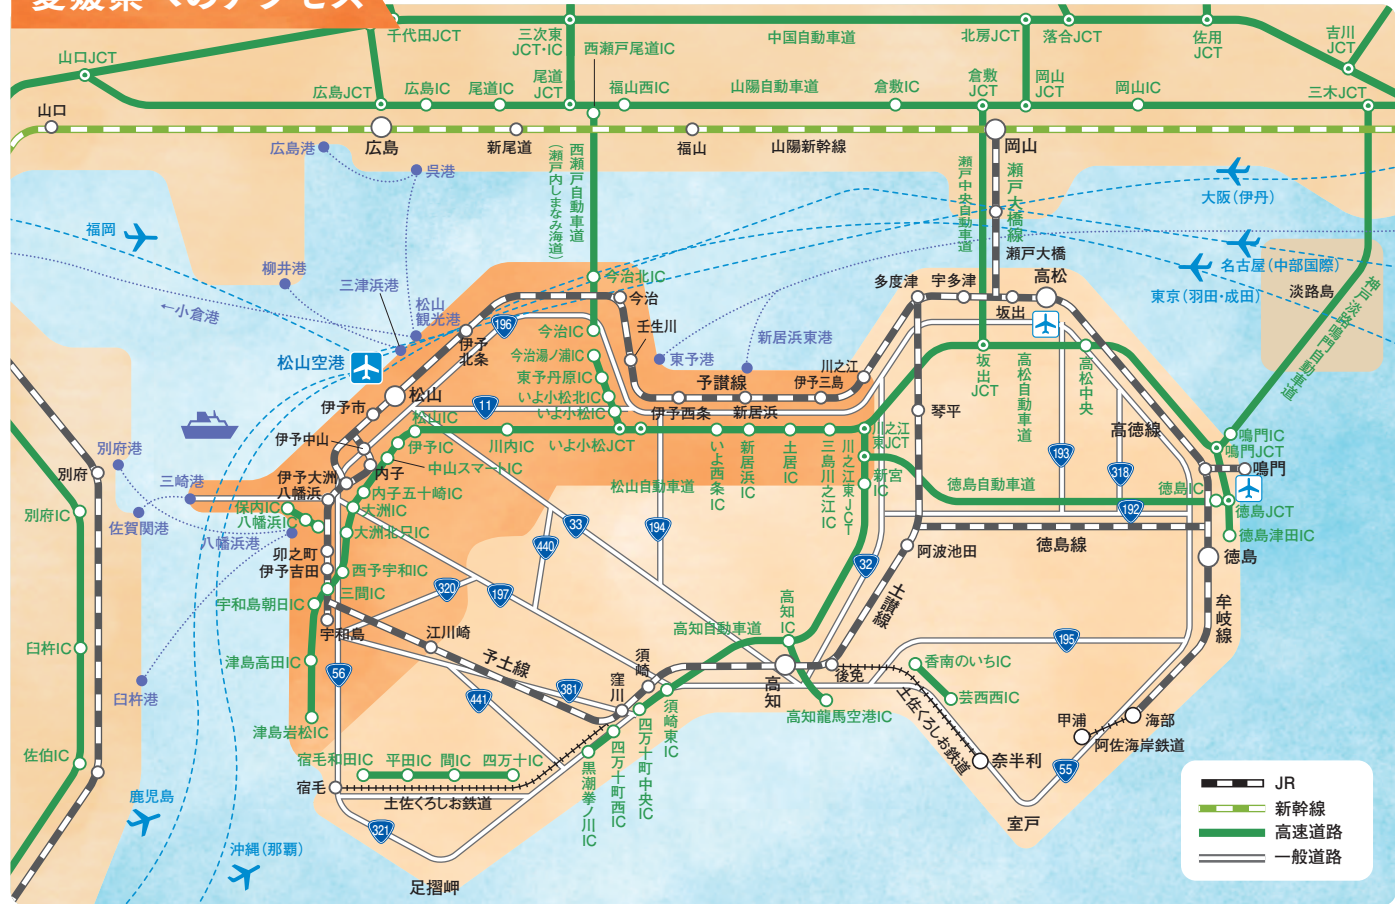 愛媛県へのアクセス
千代田JCT
三次東
JCT・IC
西瀬戸尾道IC
中国自動車道
北房JCT
落合JCT
佐用
JCT
吉川
JCT
山口JCT
広島JCT
広島IC
尾道IC
尾道
JCT
福山西IC
山陽自動車道
倉敷IC
倉敷
JCT
岡山
JCT
岡山IC
三木JCT
山口
広島
新尾道
福山
山陽新幹線
岡山
広島港
呉港
西瀬戸自動車道
(瀬戸内しまなみ海道)
瀬戸中央自動車道
瀬戸大橋線
瀬戸大橋
大阪(伊丹)
名古屋(中部国際)
東京(羽田・成田)
淡路島
神戸淡路鳴門自動車道
福岡
柳井港
三津浜港
←小倉港
松山
観光港
松山空港
今治北IC
今治
196
伊予
北条
今治IC
壬生川
今治湯ノ浦IC
東予丹原IC
いよ小松北IC
いよ小松IC
東予港
新居浜東港
予讃線
川之江
伊予三島
伊予西条
新居浜
多度津
宇多津
坂出
高松
坂出
JCT
高松自動車道
高松中央
琴平
高徳線
鳴門IC
鳴門JCT
鳴門
松山
伊予市
松山IC
11
伊予中山
伊予IC
川内IC
いよ小松JCT
いよ西条IC
新居浜IC
土居IC
三島川之江IC
川之江東JCT
川之江
東JCT
新宮
IC
中山スマートIC
内子
伊予大洲
八幡浜
内子五十崎IC
大洲IC
大洲北只IC
松山自動車道
徳島自動車道
193
318
192
徳島IC
徳島JCT
徳島津田IC
徳島線
徳島
別府港
別府
三崎港
佐賀関港
別府IC
保内IC
八幡浜IC
八幡浜港
卯之町
伊予吉田
西予宇和IC
三間IC
宇和島朝日IC
宇和島
33
194
440
320
197
32
阿波池田
土讃線
高知
IC
高知自動車道
江川崎
予土線
須崎
窪川
381
441
56
臼杵IC
臼杵港
津島高田IC
津島岩松IC
佐伯IC
須崎東IC
高知
後免
高知龍馬空港IC
香南のいちIC
芸西西IC
土佐くろしお鉄道
195
牟岐線
甲浦
海部
阿佐海岸鉄道
奈半利
55
室戸
宿毛和田IC
平田IC
間IC
四万十IC
宿毛
土佐くろしお鉄道
黒潮拳ノ川IC
四万十町西IC
四万十町中央IC
321
足摺岬
鹿児島
沖縄(那覇)
JR
新幹線
高速道路
一般道路